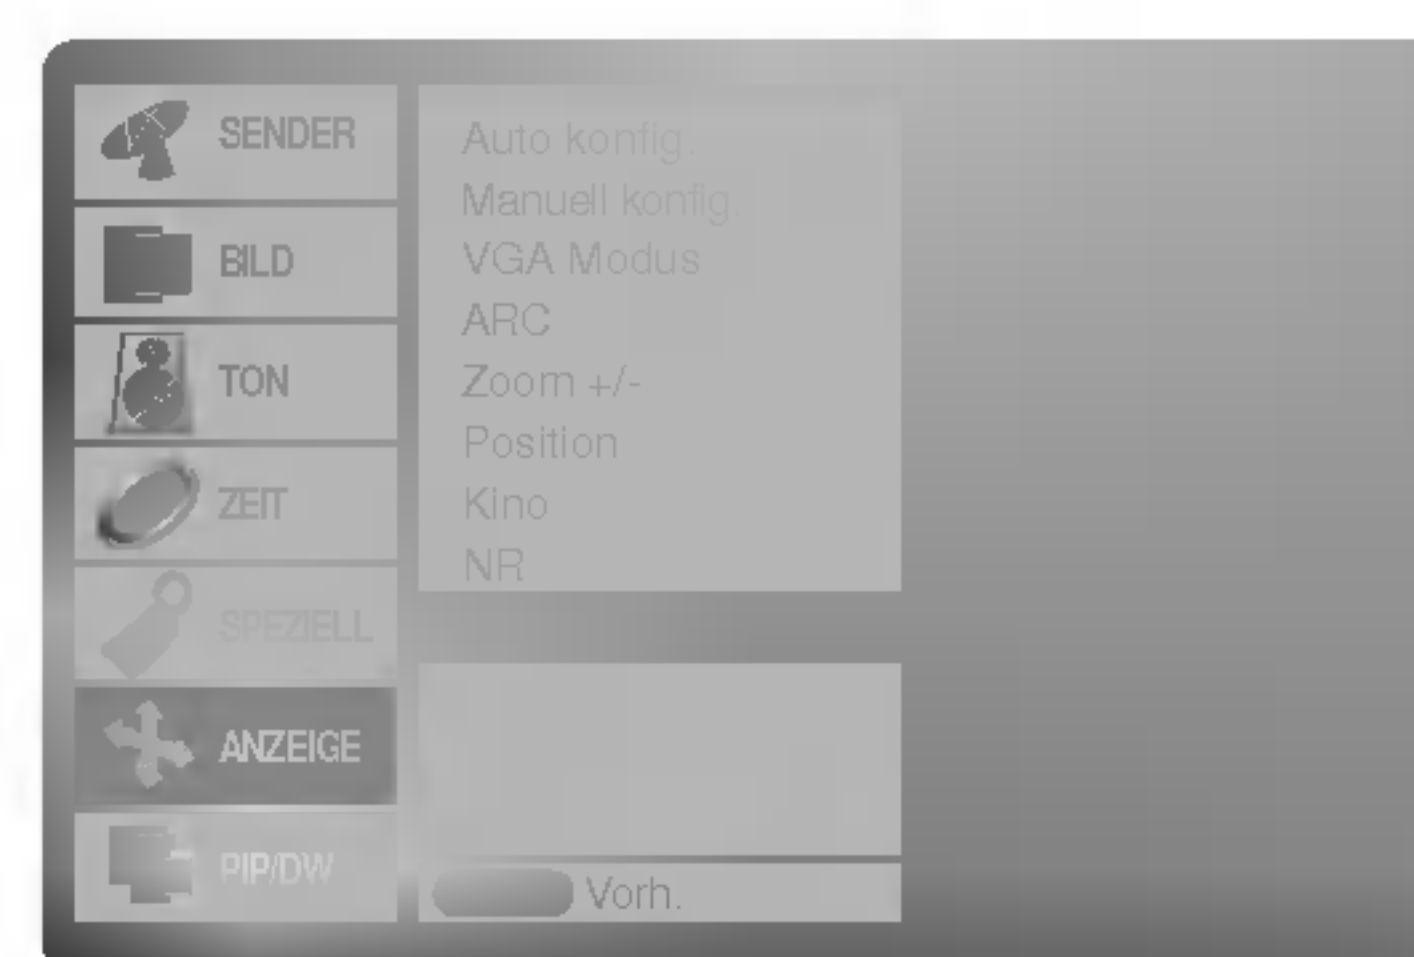 SENDER
BILD
TON
ZEIT
SPEZIELL
ANZEIGE
PIP/DW
Auto konfig.
Manuell konfig.
VGA Modus
ARC
Zoom +/-
Position
Kino
NR
Vorh.